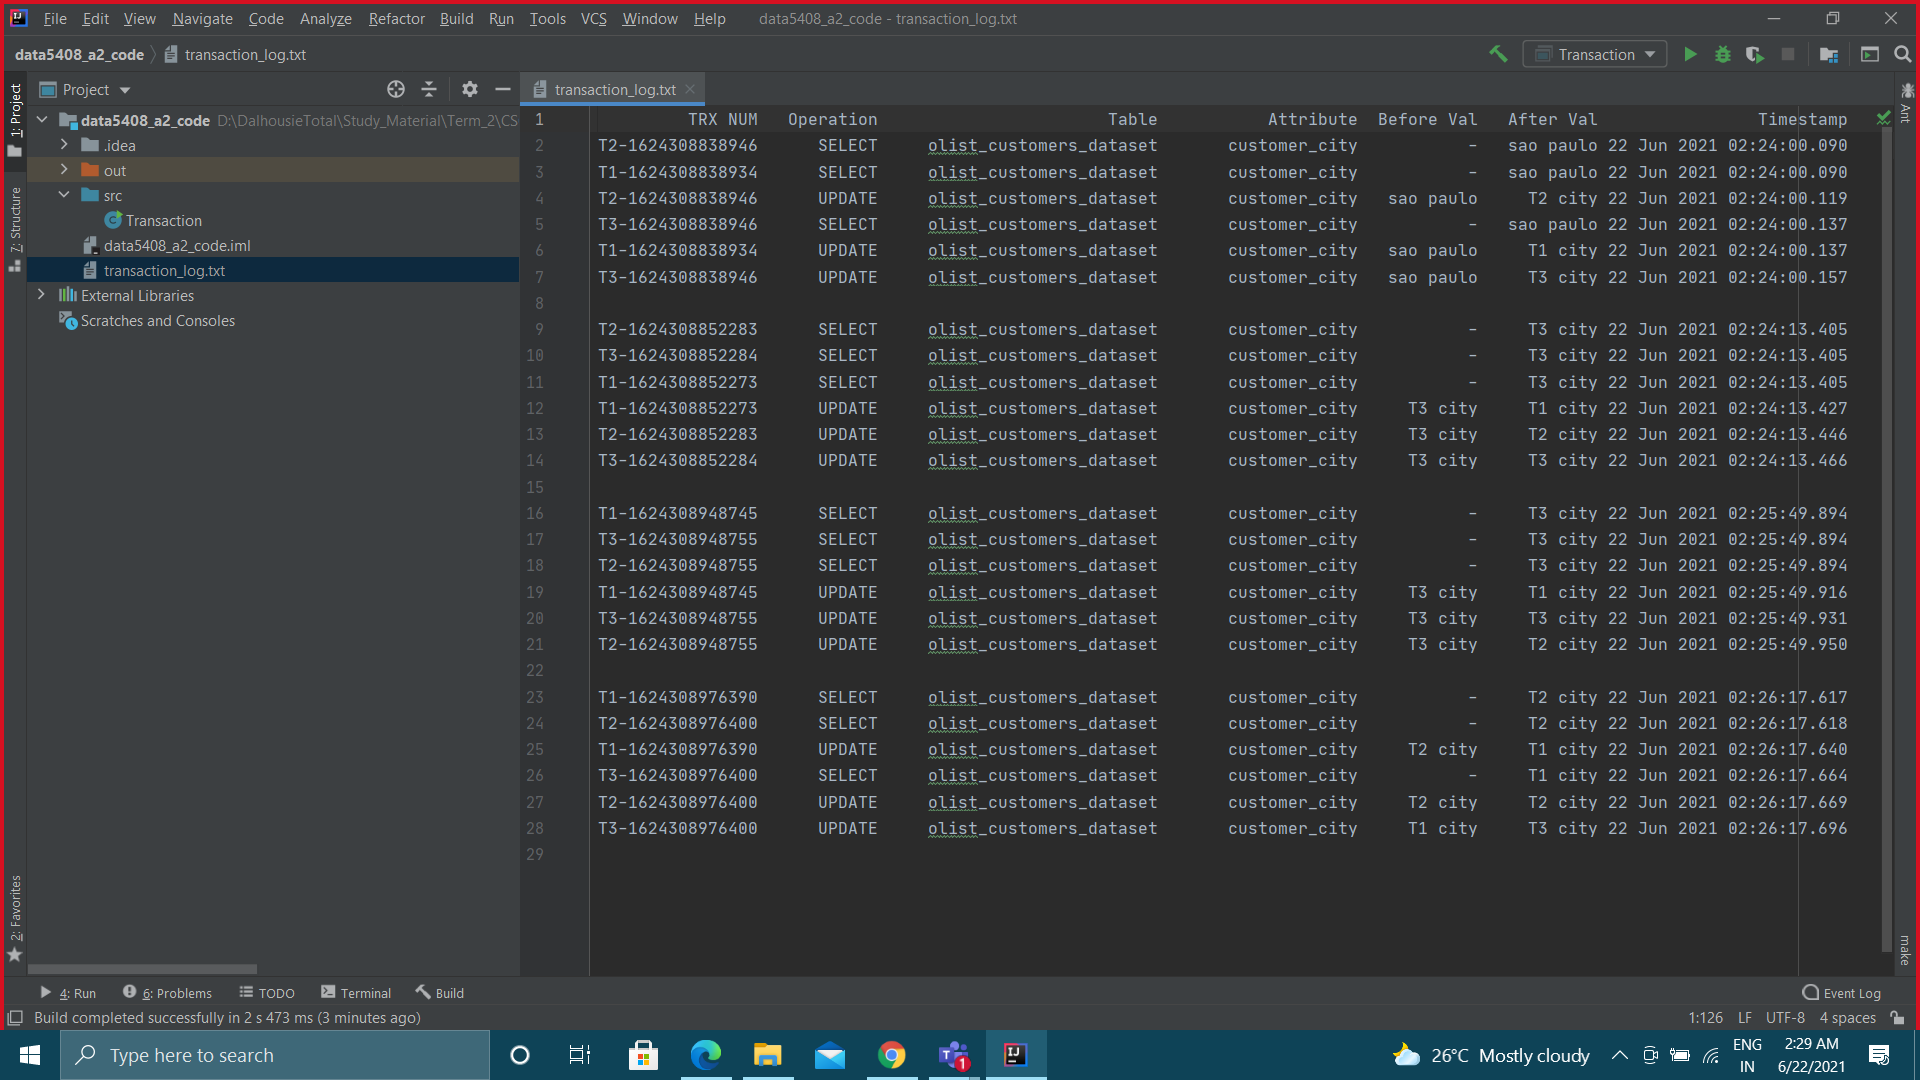 File Edit View Navigate Code Analyze Refactor Build Run Tools VCS Window Help data5408_a2_code - transaction_log.txt
data5408_a2_code transaction_log.txt Transaction
1: Project
Project
transaction_log.txt
data5408_a2_code D:\DalhousieTotal\Study_Material\Term_2\CS
.idea
out
src
Transaction
data5408_a2_code.iml
transaction_log.txt
External Libraries
Scratches and Consoles
7: Structure
2: Favorites
1 TRX NUM Operation Table Attribute Before Val After Val Timestamp
2 T2-1624308838946 SELECT olist_customers_dataset customer_city - sao paulo 22 Jun 2021 02:24:00.090
3 T1-1624308838934 SELECT olist_customers_dataset customer_city - sao paulo 22 Jun 2021 02:24:00.090
4 T2-1624308838946 UPDATE olist_customers_dataset customer_city sao paulo T2 city 22 Jun 2021 02:24:00.119
5 T3-1624308838946 SELECT olist_customers_dataset customer_city - sao paulo 22 Jun 2021 02:24:00.137
6 T1-1624308838934 UPDATE olist_customers_dataset customer_city sao paulo T1 city 22 Jun 2021 02:24:00.137
7 T3-1624308838946 UPDATE olist_customers_dataset customer_city sao paulo T3 city 22 Jun 2021 02:24:00.157
8
9 T2-1624308852283 SELECT olist_customers_dataset customer_city - T3 city 22 Jun 2021 02:24:13.405
10 T3-1624308852284 SELECT olist_customers_dataset customer_city - T3 city 22 Jun 2021 02:24:13.405
11 T1-1624308852273 SELECT olist_customers_dataset customer_city - T3 city 22 Jun 2021 02:24:13.405
12 T1-1624308852273 UPDATE olist_customers_dataset customer_city T3 city T1 city 22 Jun 2021 02:24:13.427
13 T2-1624308852283 UPDATE olist_customers_dataset customer_city T3 city T2 city 22 Jun 2021 02:24:13.446
14 T3-1624308852284 UPDATE olist_customers_dataset customer_city T3 city T3 city 22 Jun 2021 02:24:13.466
15
16 T1-1624308948745 SELECT olist_customers_dataset customer_city - T3 city 22 Jun 2021 02:25:49.894
17 T3-1624308948755 SELECT olist_customers_dataset customer_city - T3 city 22 Jun 2021 02:25:49.894
18 T2-1624308948755 SELECT olist_customers_dataset customer_city - T3 city 22 Jun 2021 02:25:49.894
19 T1-1624308948745 UPDATE olist_customers_dataset customer_city T3 city T1 city 22 Jun 2021 02:25:49.916
20 T3-1624308948755 UPDATE olist_customers_dataset customer_city T3 city T3 city 22 Jun 2021 02:25:49.931
21 T2-1624308948755 UPDATE olist_customers_dataset customer_city T3 city T2 city 22 Jun 2021 02:25:49.950
22
23 T1-1624308976390 SELECT olist_customers_dataset customer_city - T2 city 22 Jun 2021 02:26:17.617
24 T2-1624308976400 SELECT olist_customers_dataset customer_city - T2 city 22 Jun 2021 02:26:17.618
25 T1-1624308976390 UPDATE olist_customers_dataset customer_city T2 city T1 city 22 Jun 2021 02:26:17.640
26 T3-1624308976400 SELECT olist_customers_dataset customer_city - T1 city 22 Jun 2021 02:26:17.664
27 T2-1624308976400 UPDATE olist_customers_dataset customer_city T2 city T2 city 22 Jun 2021 02:26:17.669
28 T3-1624308976400 UPDATE olist_customers_dataset customer_city T1 city T3 city 22 Jun 2021 02:26:17.696
29
Ant
make
4: Run 6: Problems TODO Terminal Build Event Log
Build completed successfully in 2 s 473 ms (3 minutes ago) 1:126 LF UTF-8 4 spaces
Type here to search 1 IJ 26°C Mostly cloudy ENG 2:29 AM
IN 6/22/2021